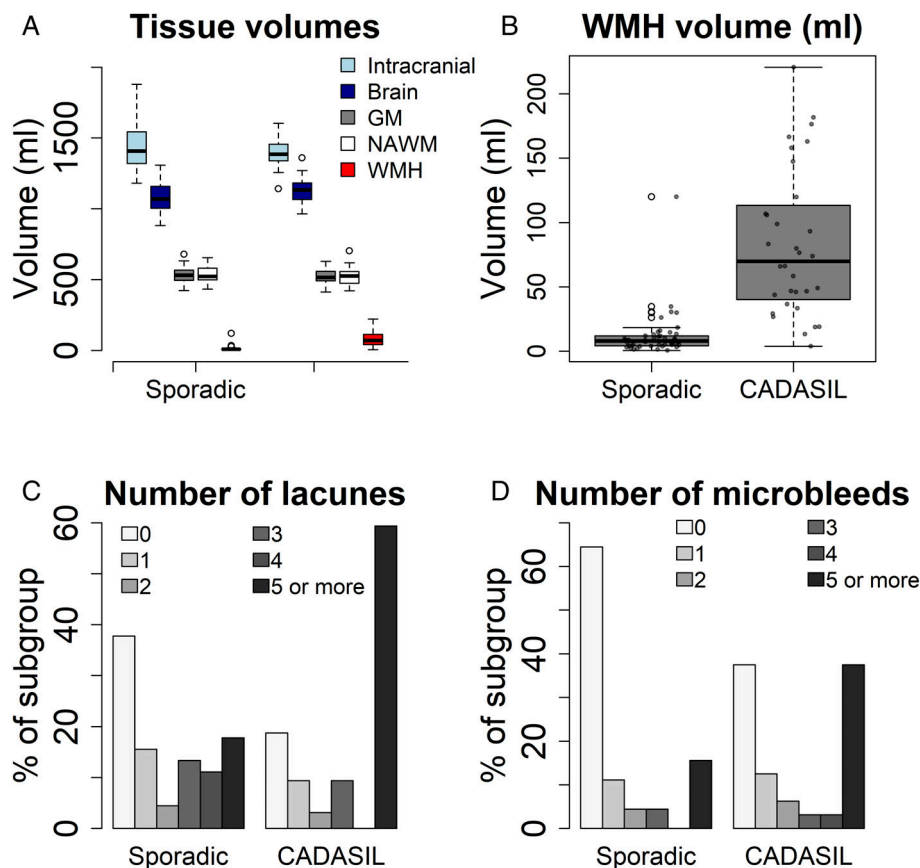 A
Tissue volumes
Volume (ml)
1500
500
0
Intracranial
Brain
GM
NAWM
WMH
Sporadic
B
WMH volume (ml)
Volume (ml)
200
150
100
50
0
Sporadic CADASIL
C
Number of lacunes
% of subgroup
60
40
20
0
0 3
1 4
2 5 or more
Sporadic CADASIL
D
Number of microbleeds
% of subgroup
60
40
20
0
0 3
1 4
2 5 or more
Sporadic CADASIL